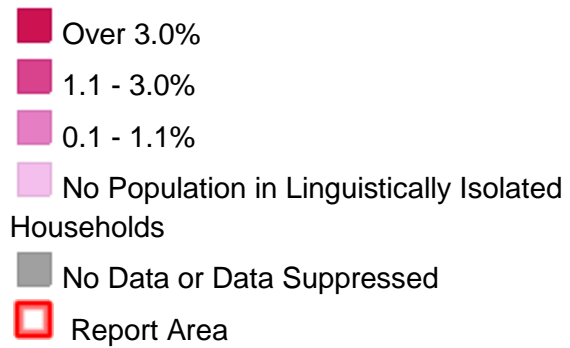 Over 3.0%
1.1 - 3.0%
0.1 - 1.1%
No Population in Linguistically Isolated
Households
No Data or Data Suppressed
Report Area